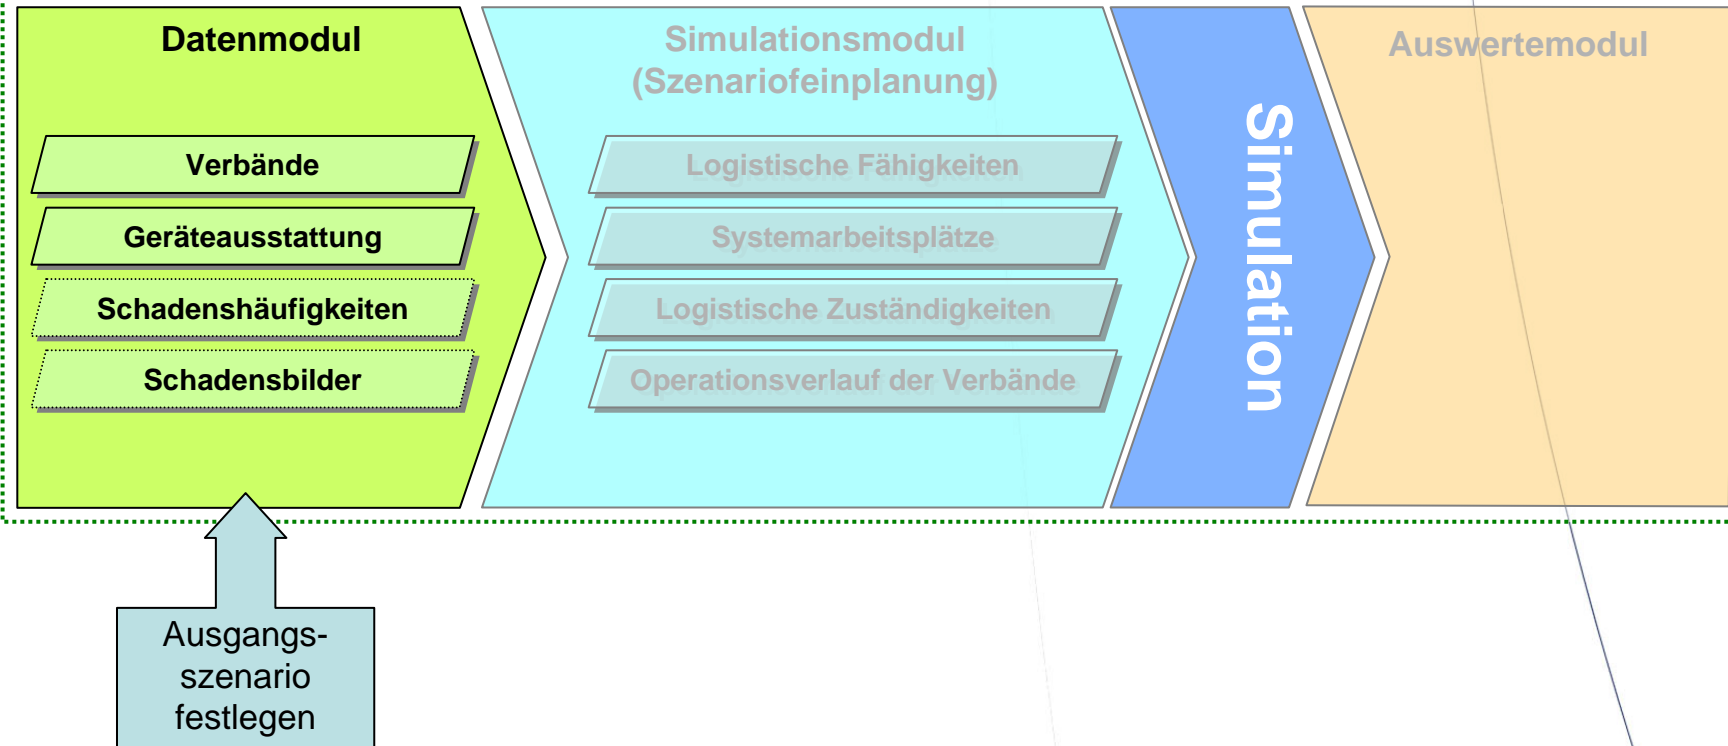 Datenmodul
Verbände
Geräteausstattung
Schadenshäufigkeiten
Schadensbilder
Simulationsmodul
(Szenariofeinplanung)
Logistische Fähigkeiten
Systemarbeitsplätze
Logistische Zuständigkeiten
Operationsverlauf der Verbände
Simulation
Auswertemodul
Ausgangs-
szenario
festlegen